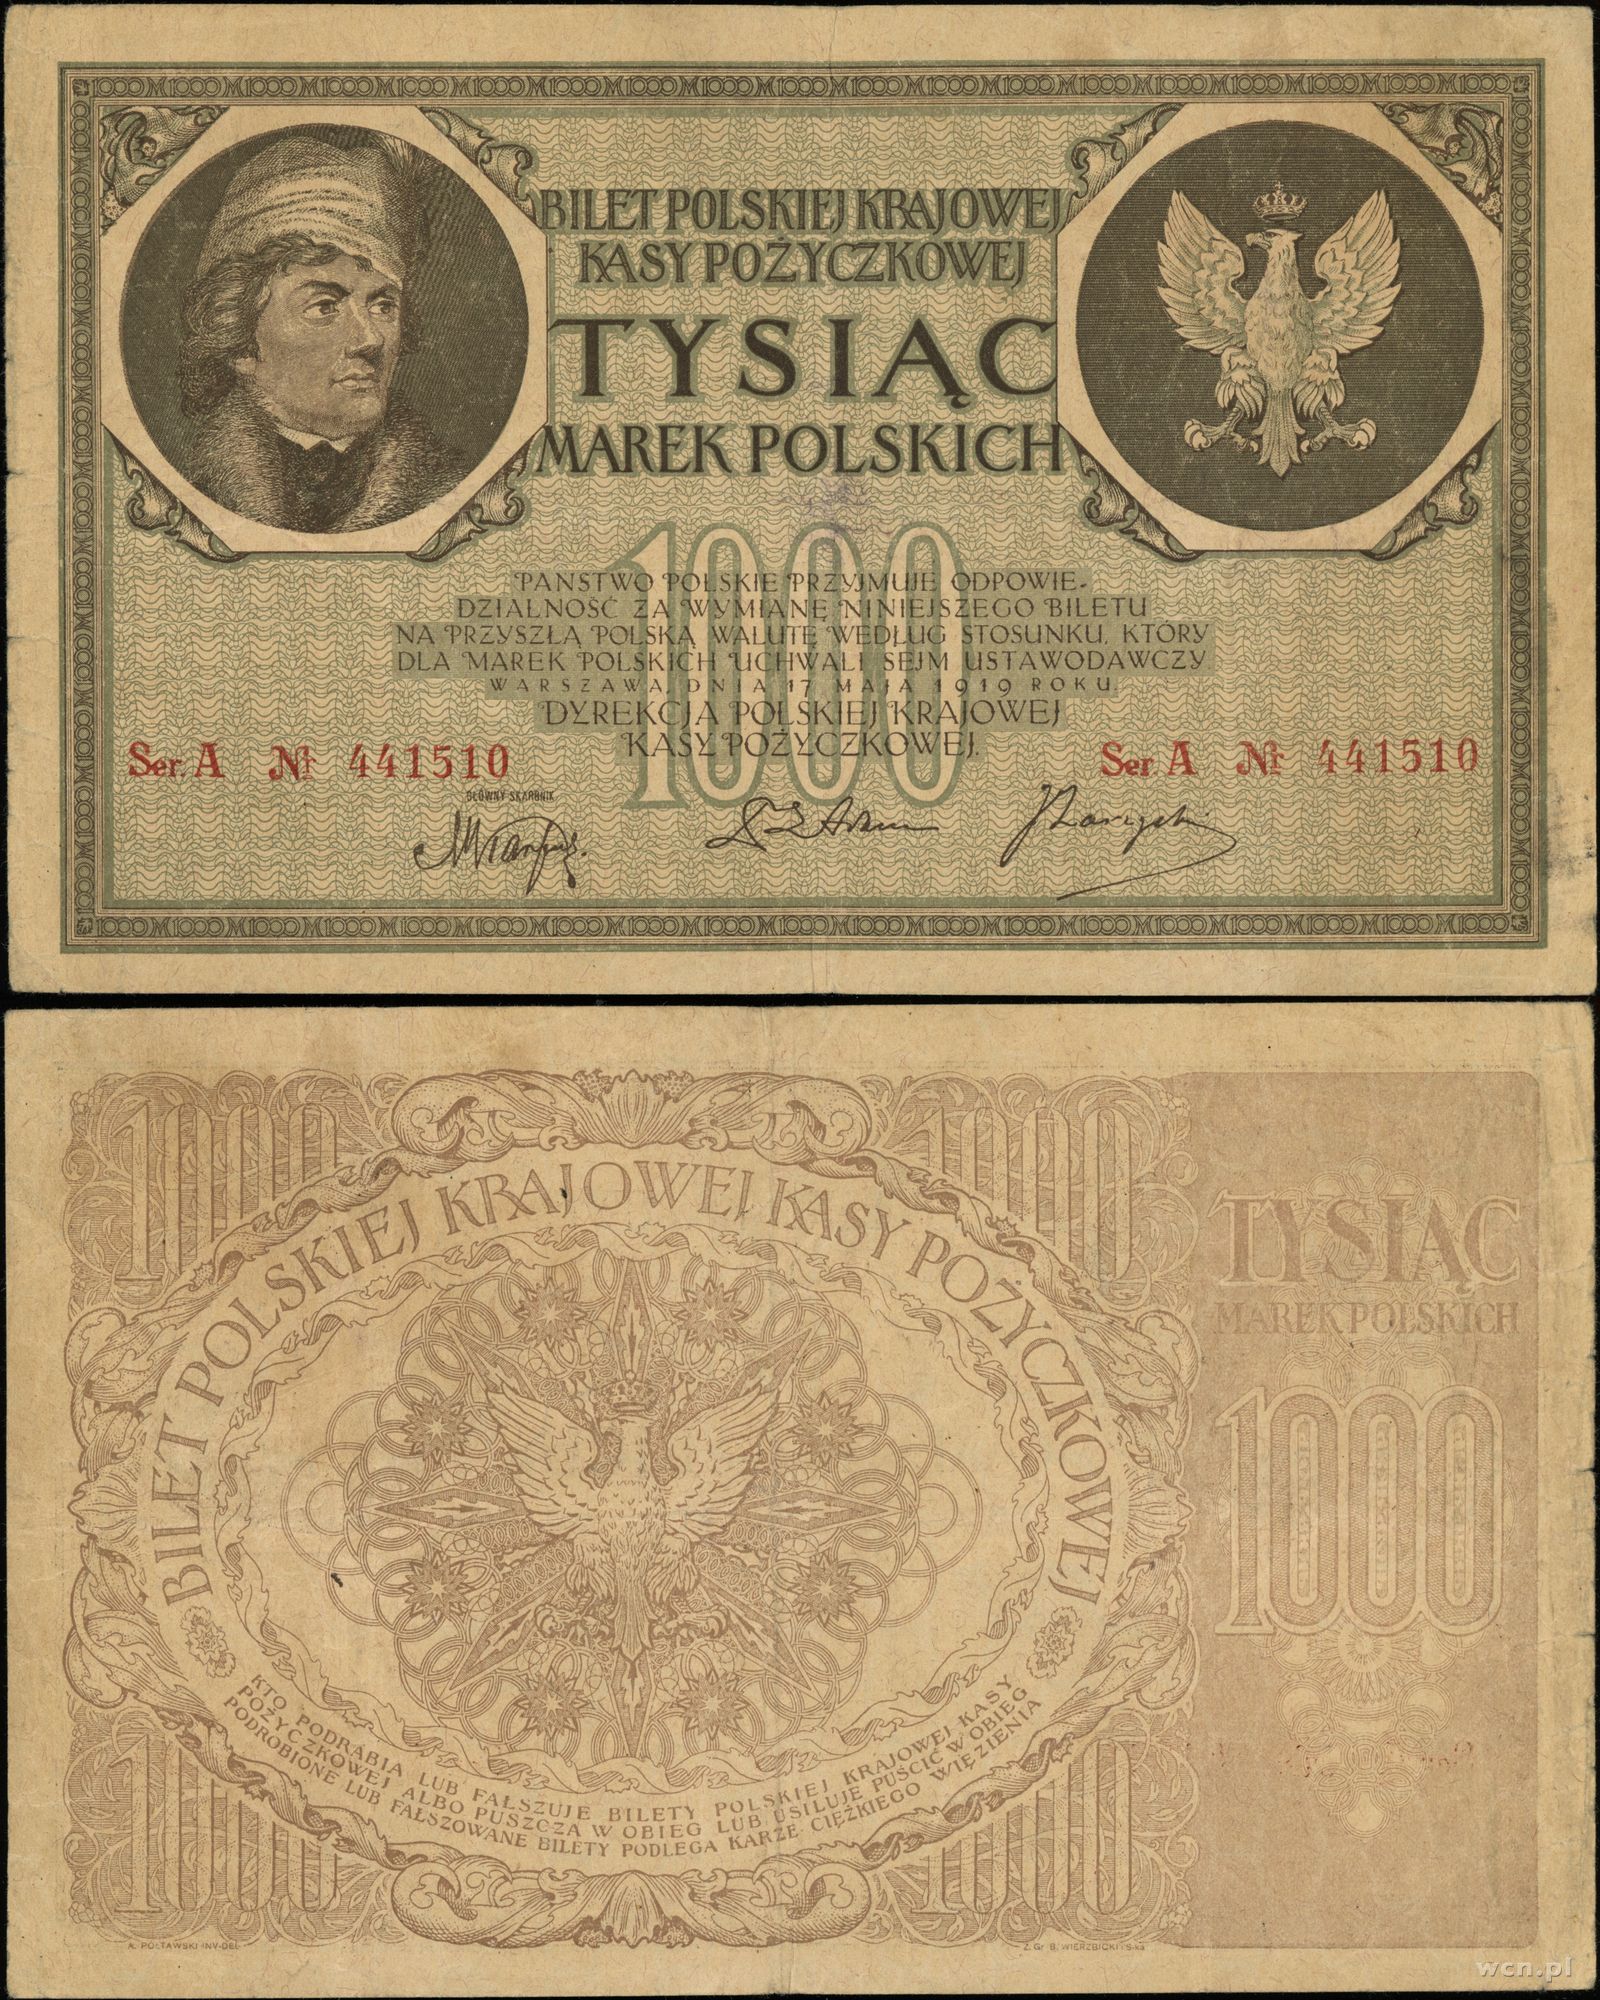 BILET POLSKIEJ KRAJOWEJ
KASY POŻYCZKOWEJ
TYSIĄC
MAREK POLSKICH
1000
PAŃSTWO POLSKIE PRZYJMUJE ODPOWIE-
DZIALNOŚĆ ZA WYMIANĘ NINIEJSZEGO BILETU
NA PRZYSZŁĄ POLSKĄ WALUTĘ WEDŁUG STOSUNKU, KTÓRY
DLA MAREK POLSKICH UCHWALI SEJM USTAWODAWCZY
WARSZAWA, DNIA 17 MAJA 1919 ROKU.
DYREKCJA POLSKIEJ KRAJOWEJ
KASY POŻYCZKOWEJ.
Ser. A Nr 441510
Ser A Nr 441510
GŁÓWNY SKARBNIK
1000
1000
BILET POLSKIEJ KRAJOWEJ KASY POŻYCZKOWEJ
TYSIĄC
MAREK POLSKICH
1000
KTO PODRABIA LUB FAŁSZUJE BILETY POLSKIEJ KRAJOWEJ KASY
POŻYCZKOWEJ ALBO PUSZCZA W OBIEG LUB USIŁUJE PUŚCIĆ W OBIEG
PODROBIONE LUB FAŁSZOWANE BILETY PODLEGA KARZE CIĘŻKIEGO WIĘZIENIA
1000
1000
A. PÓŁTAWSKI INV-DEL
Z. Gr. B. WIERZBICKI i S-ka
wcn.pl